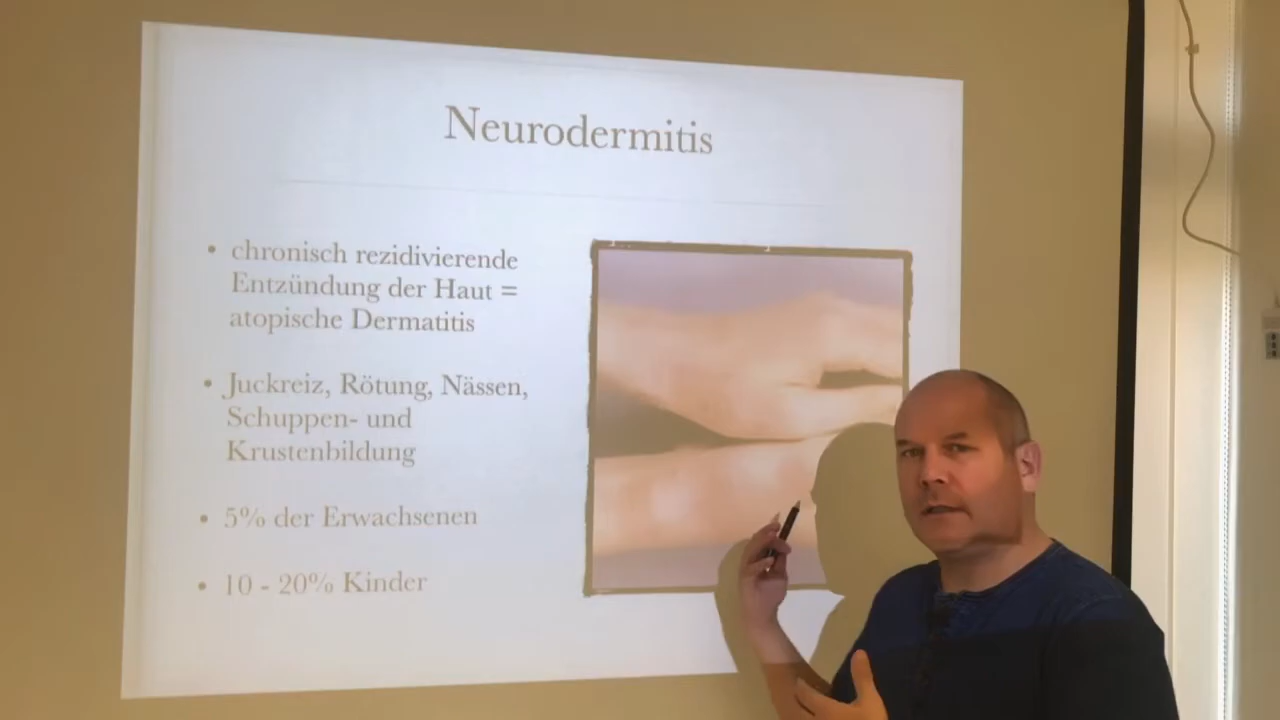 Neurodermitis
• chronisch rezidivierende
Entzündung der Haut =
atopische Dermatitis
• Juckreiz, Rötung, Nässen,
Schuppen- und
Krustenbildung
• 5% der Erwachsenen
• 10 - 20% Kinder